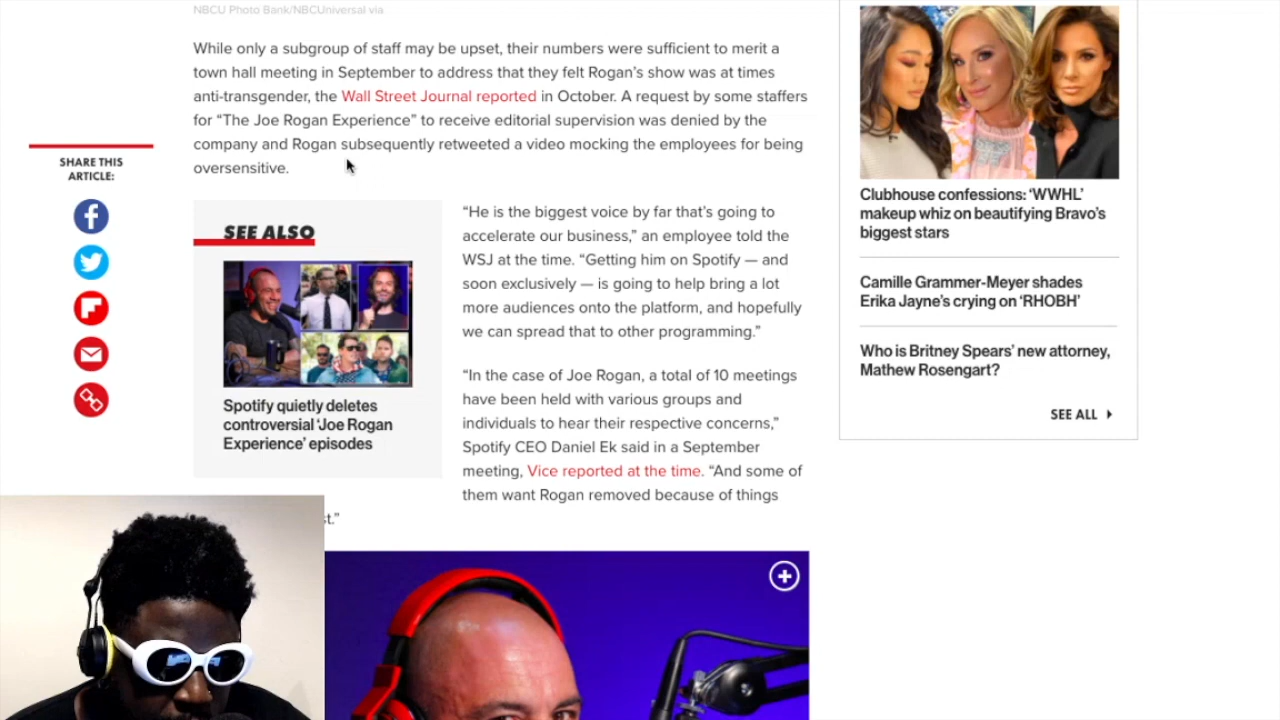 NBCU Photo Bank/NBCUniversal via
While only a subgroup of staff may be upset, their numbers were sufficient to merit a
town hall meeting in September to address that they felt Rogan’s show was at times
anti-transgender, the Wall Street Journal reported in October. A request by some staffers
for “The Joe Rogan Experience” to receive editorial supervision was denied by the
company and Rogan subsequently retweeted a video mocking the employees for being
oversensitive.
SHARE THIS
ARTICLE:
SEE ALSO
Spotify quietly deletes
controversial ‘Joe Rogan
Experience’ episodes
“He is the biggest voice by far that’s going to
accelerate our business,” an employee told the
WSJ at the time. “Getting him on Spotify — and
soon exclusively — is going to help bring a lot
more audiences onto the platform, and hopefully
we can spread that to other programming.”
“In the case of Joe Rogan, a total of 10 meetings
have been held with various groups and
individuals to hear their respective concerns,”
Spotify CEO Daniel Ek said in a September
meeting, Vice reported at the time. “And some of
them want Rogan removed because of things
t.”
Clubhouse confessions: ‘WWHL’
makeup whiz on beautifying Bravo’s
biggest stars
Camille Grammer-Meyer shades
Erika Jayne’s crying on ‘RHOBH’
Who is Britney Spears’ new attorney,
Mathew Rosengart?
SEE ALL